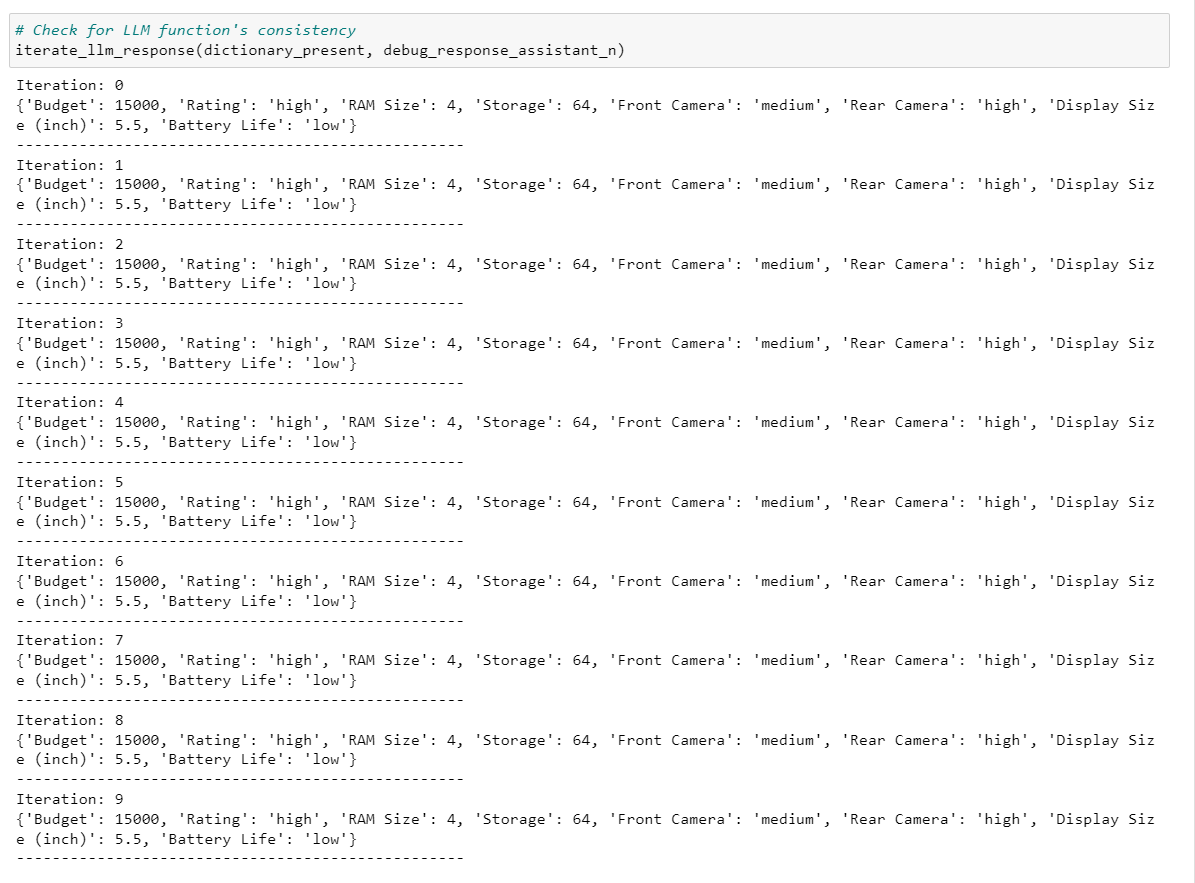 # Check for LLM function's consistency
iterate_llm_response(dictionary_present, debug_response_assistant_n)
Iteration: 0
{'Budget': 15000, 'Rating': 'high', 'RAM Size': 4, 'Storage': 64, 'Front Camera': 'medium', 'Rear Camera': 'high', 'Display Siz
e (inch)': 5.5, 'Battery Life': 'low'}
--------------------------------------------------
Iteration: 1
{'Budget': 15000, 'Rating': 'high', 'RAM Size': 4, 'Storage': 64, 'Front Camera': 'medium', 'Rear Camera': 'high', 'Display Siz
e (inch)': 5.5, 'Battery Life': 'low'}
--------------------------------------------------
Iteration: 2
{'Budget': 15000, 'Rating': 'high', 'RAM Size': 4, 'Storage': 64, 'Front Camera': 'medium', 'Rear Camera': 'high', 'Display Siz
e (inch)': 5.5, 'Battery Life': 'low'}
--------------------------------------------------
Iteration: 3
{'Budget': 15000, 'Rating': 'high', 'RAM Size': 4, 'Storage': 64, 'Front Camera': 'medium', 'Rear Camera': 'high', 'Display Siz
e (inch)': 5.5, 'Battery Life': 'low'}
--------------------------------------------------
Iteration: 4
{'Budget': 15000, 'Rating': 'high', 'RAM Size': 4, 'Storage': 64, 'Front Camera': 'medium', 'Rear Camera': 'high', 'Display Siz
e (inch)': 5.5, 'Battery Life': 'low'}
--------------------------------------------------
Iteration: 5
{'Budget': 15000, 'Rating': 'high', 'RAM Size': 4, 'Storage': 64, 'Front Camera': 'medium', 'Rear Camera': 'high', 'Display Siz
e (inch)': 5.5, 'Battery Life': 'low'}
--------------------------------------------------
Iteration: 6
{'Budget': 15000, 'Rating': 'high', 'RAM Size': 4, 'Storage': 64, 'Front Camera': 'medium', 'Rear Camera': 'high', 'Display Siz
e (inch)': 5.5, 'Battery Life': 'low'}
--------------------------------------------------
Iteration: 7
{'Budget': 15000, 'Rating': 'high', 'RAM Size': 4, 'Storage': 64, 'Front Camera': 'medium', 'Rear Camera': 'high', 'Display Siz
e (inch)': 5.5, 'Battery Life': 'low'}
--------------------------------------------------
Iteration: 8
{'Budget': 15000, 'Rating': 'high', 'RAM Size': 4, 'Storage': 64, 'Front Camera': 'medium', 'Rear Camera': 'high', 'Display Siz
e (inch)': 5.5, 'Battery Life': 'low'}
--------------------------------------------------
Iteration: 9
{'Budget': 15000, 'Rating': 'high', 'RAM Size': 4, 'Storage': 64, 'Front Camera': 'medium', 'Rear Camera': 'high', 'Display Siz
e (inch)': 5.5, 'Battery Life': 'low'}
--------------------------------------------------